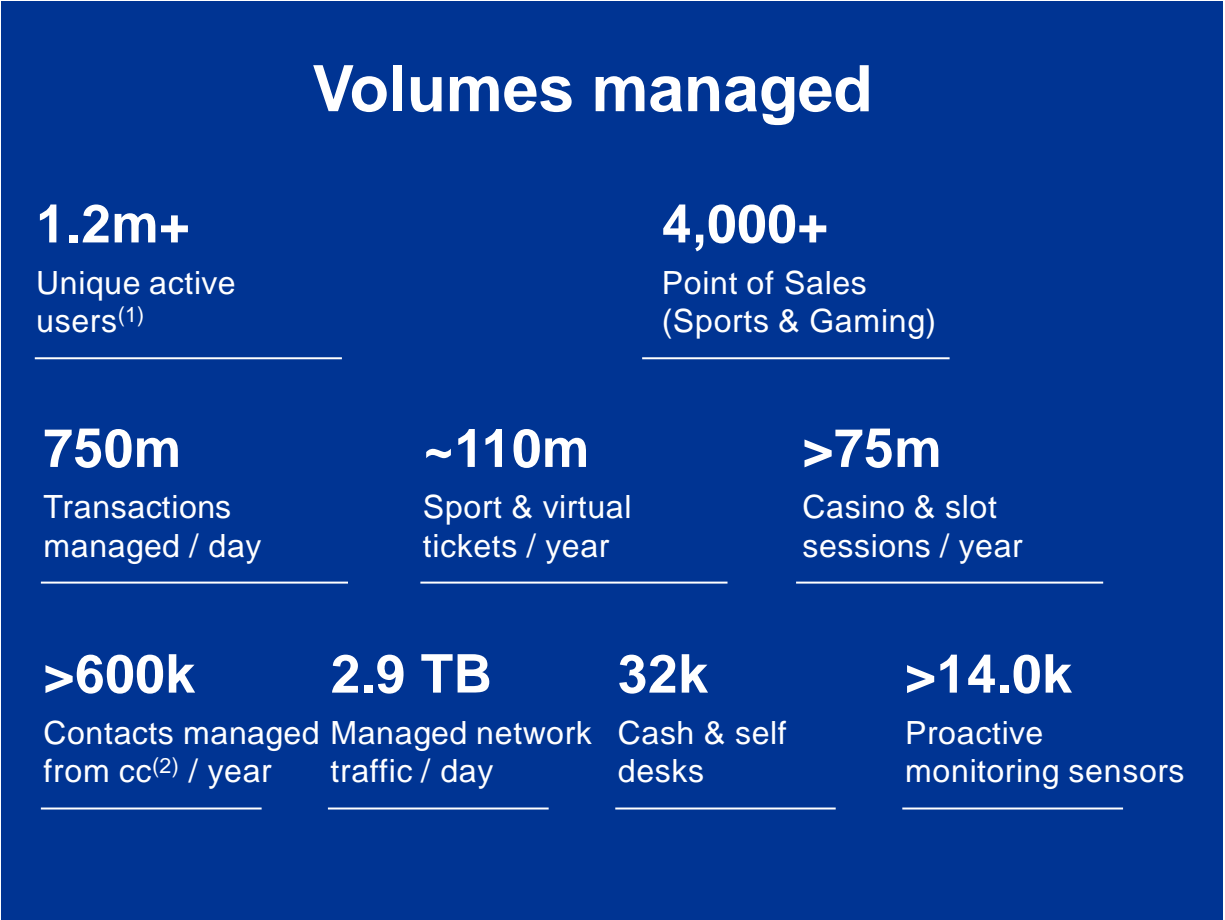 Volumes managed
1.2m+
Unique active
users(1)
4,000+
Point of Sales
(Sports & Gaming)
750m
Transactions
managed / day
~110m
Sport & virtual
tickets / year
>75m
Casino & slot
sessions / year
>600k
Contacts managed
from cc(2) / year
2.9 TB
Managed network
traffic / day
32k
Cash & self
desks
>14.0k
Proactive
monitoring sensors